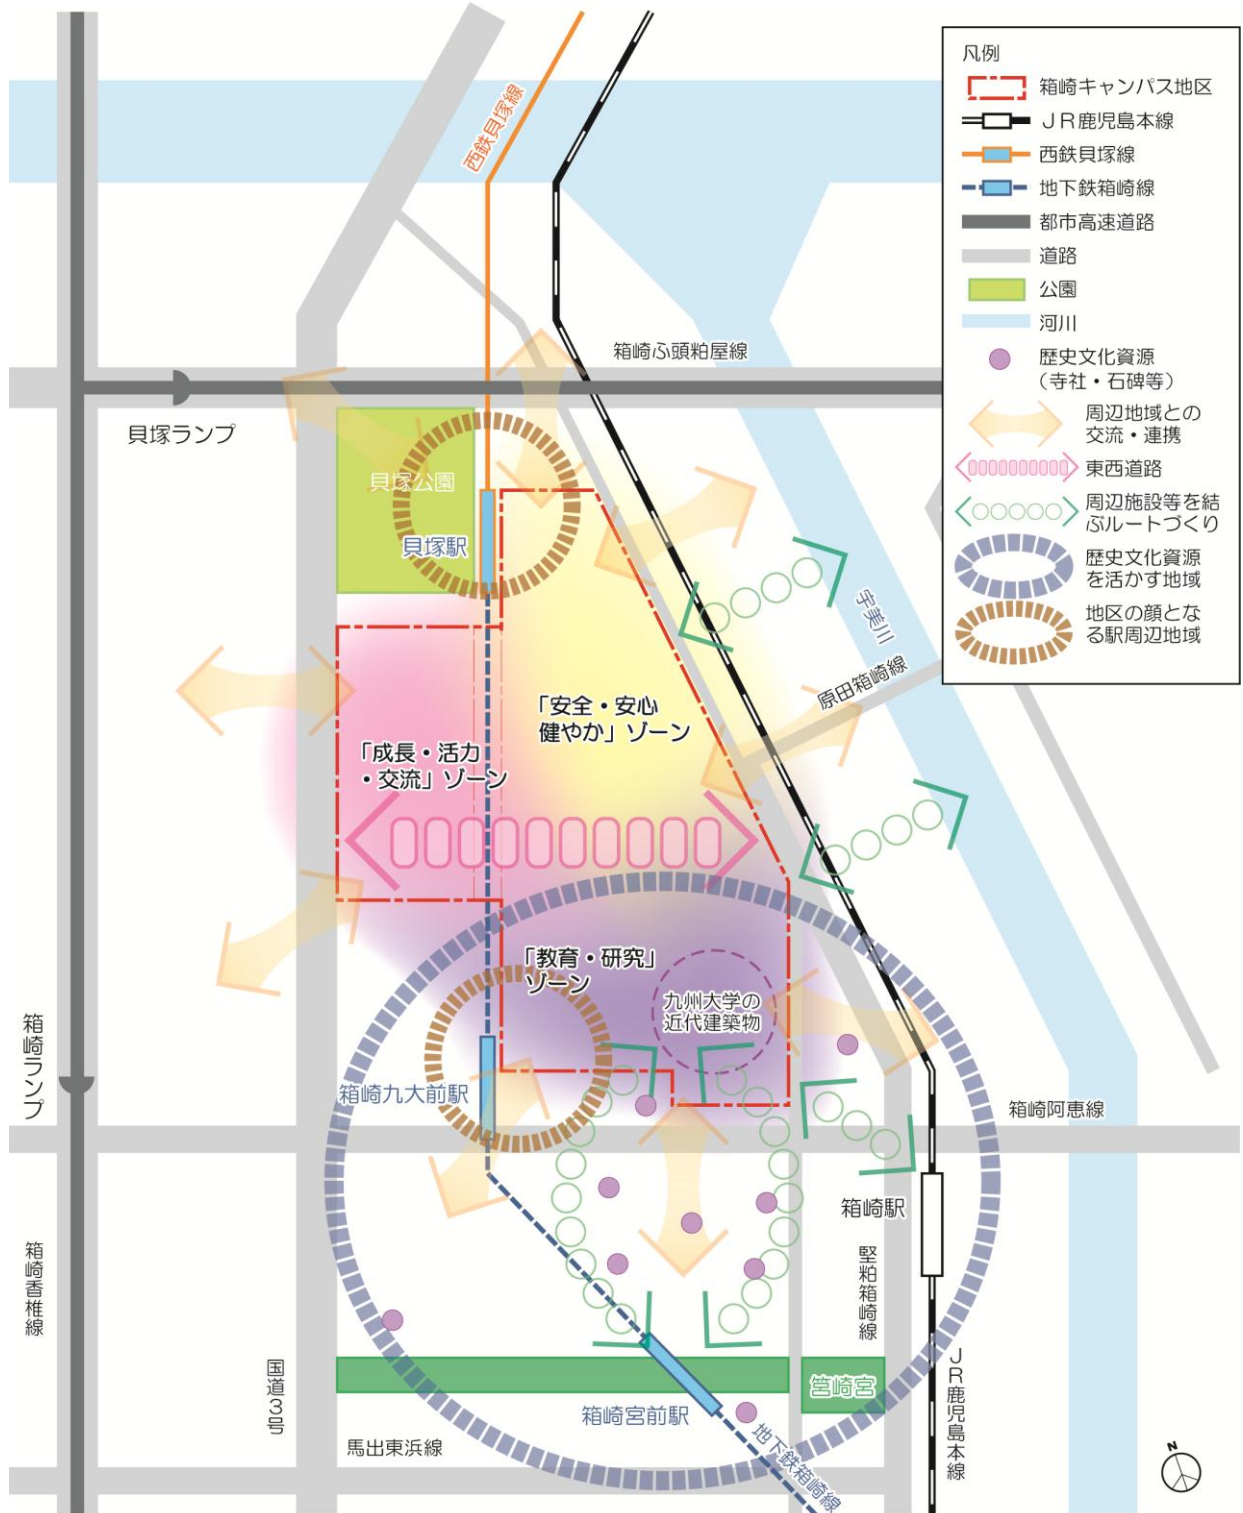 凡例
箱崎キャンパス地区
ＪＲ鹿児島本線
西鉄貝塚線
地下鉄箱崎線
都市高速道路
道路
公園
河川
歴史文化資源
（寺社・石碑等）
周辺地域との
交流・連携
東西道路
周辺施設等を結
ぶルートづくり
歴史文化資源
を活かす地域
地区の顔とな
る駅周辺地域
西鉄貝塚線
箱崎ふ頭粕屋線
貝塚ランプ
貝塚公園
貝塚駅
宇美川
原田箱崎線
「安全・安心
健やか」ゾーン
「成長・活力
・交流」ゾーン
「教育・研究」
ゾーン
九州大学の
近代建築物
箱崎ランプ
箱崎九大前駅
箱崎阿恵線
箱崎駅
箱崎香椎線
堅粕箱崎線
国道３号
筥崎宮
箱崎宮前駅
ＪＲ鹿児島本線
馬出東浜線
地下鉄箱崎線
N